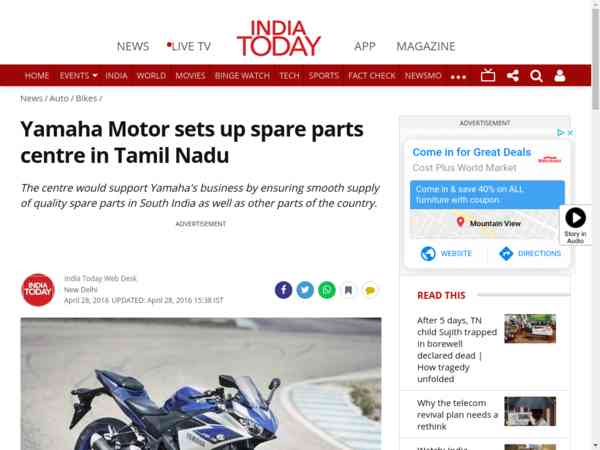 INDIA
TODAY
NEWS
LIVE TV
APP
MAGAZINE
HOME
EVENTS
INDIA
WORLD
MOVIES
BINGE WATCH
TECH
SPORTS
FACT CHECK
NEWSMO
News / Auto / Bikes /
Yamaha Motor sets up spare parts
centre in Tamil Nadu
The centre would support Yamaha's business by ensuring smooth supply
of quality spare parts in South India as well as other parts of the country.
ADVERTISEMENT
INDIA
TODAY
India Today Web Desk
New Delhi
April 28, 2016 UPDATED: April 28, 2016 15:38 IST
YAMAHA
ADVERTISEMENT
Come in for Great Deals
Cost Plus World Market
Come in & save 40% on ALL
furniture with coupon.
Mountain View
WEBSITE
DIRECTIONS
Story in
Audio
READ THIS
After 5 days, TN
child Sujith trapped
in borewell
declared dead |
How tragedy
unfolded
Why the telecom
revival plan needs a
rethink